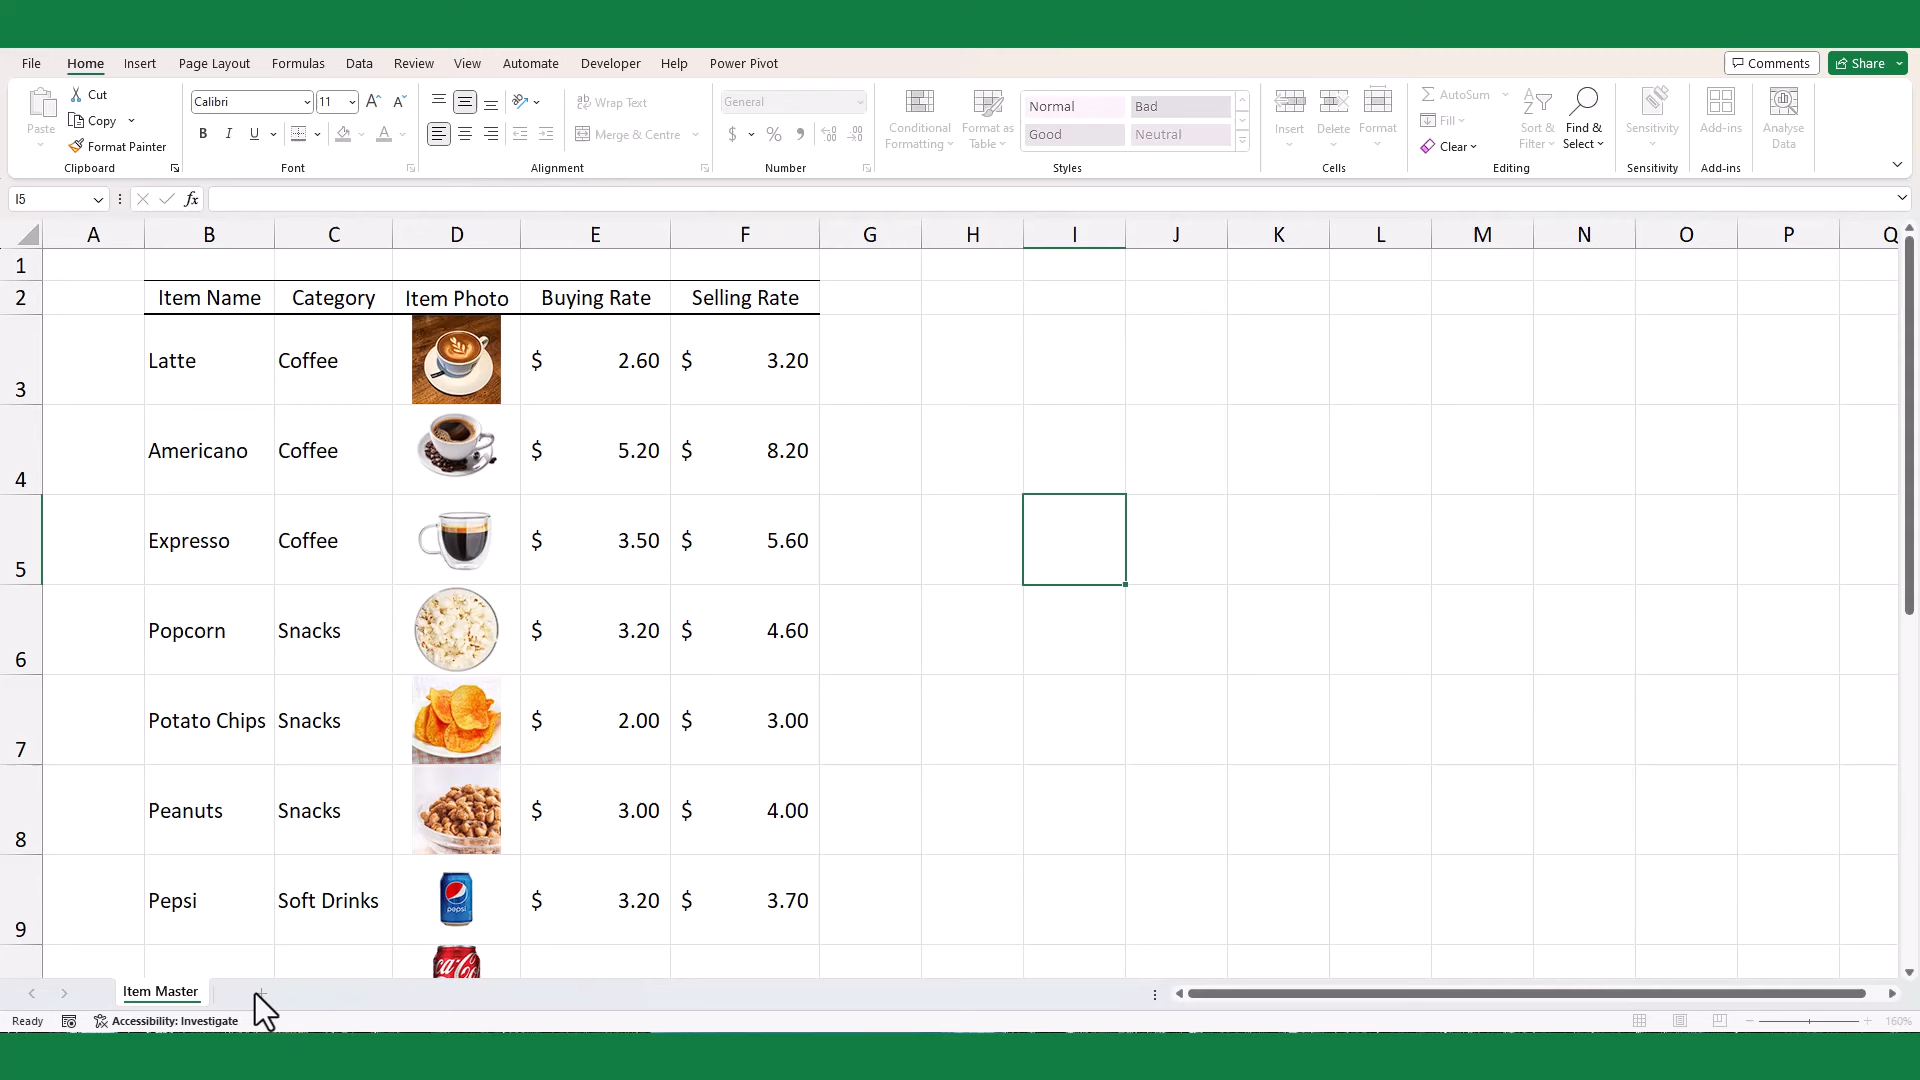 File Home Insert Page Layout Formulas Data Review View Automate Developer Help Power Pivot Comments Share
Paste Cut Copy Format Painter Clipboard
Calibri 11 B I U Font
Wrap Text Merge & Centre Alignment
General $ % Number
Conditional Formatting Format as Table Normal Bad Good Neutral Styles
Insert Delete Format Cells
AutoSum Fill Clear Sort & Filter Find & Select Editing
Sensitivity Sensitivity
Add-ins Add-ins
Analyse Data
I5 fx
A B C D E F G H I J K L M N O P Q
1
2 Item Name Category Item Photo Buying Rate Selling Rate
3 Latte Coffee $ 2.60 $ 3.20
4 Americano Coffee $ 5.20 $ 8.20
5 Expresso Coffee $ 3.50 $ 5.60
6 Popcorn Snacks $ 3.20 $ 4.60
7 Potato Chips Snacks $ 2.00 $ 3.00
8 Peanuts Snacks $ 3.00 $ 4.00
9 Pepsi Soft Drinks pepsi $ 3.20 $ 3.70
Item Master
Ready Accessibility: Investigate 160%